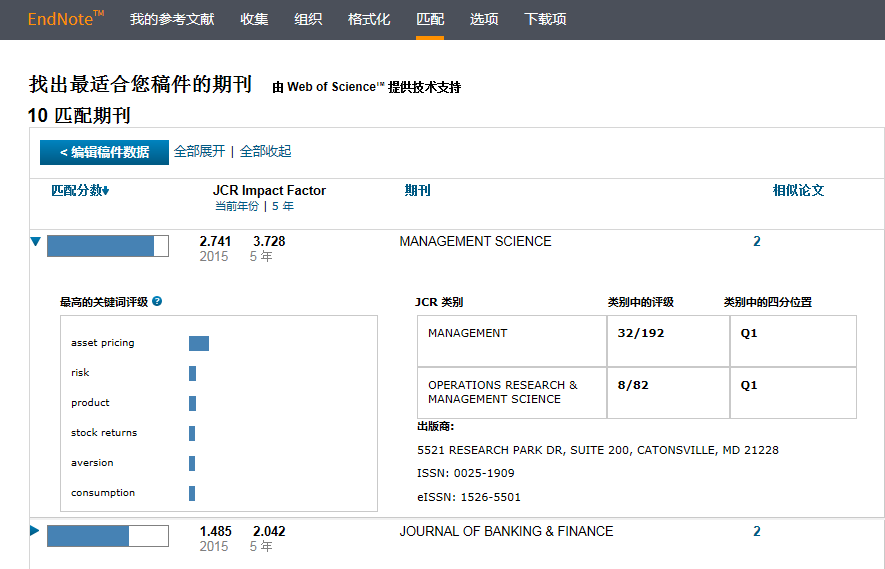 EndNote™ 我的参考文献 收集 组织 格式化 匹配 选项 下载项
找出最适合您稿件的期刊 由 Web of Science™ 提供技术支持
10 匹配期刊
< 编辑稿件数据 全部展开 | 全部收起
匹配分数 JCR Impact Factor 期刊 相似论文
当前年份 | 5 年
2.741 3.728 MANAGEMENT SCIENCE 2
2015 5 年
最高的关键词评级 ?
asset pricing
risk
product
stock returns
aversion
consumption
JCR 类别 类别中的评级 类别中的四分位置
MANAGEMENT 32/192 Q1
OPERATIONS RESEARCH & 8/82 Q1
MANAGEMENT SCIENCE
出版商:
5521 RESEARCH PARK DR, SUITE 200, CATONSVILLE, MD 21228
ISSN: 0025-1909
eISSN: 1526-5501
1.485 2.042 JOURNAL OF BANKING & FINANCE 2
2015 5 年